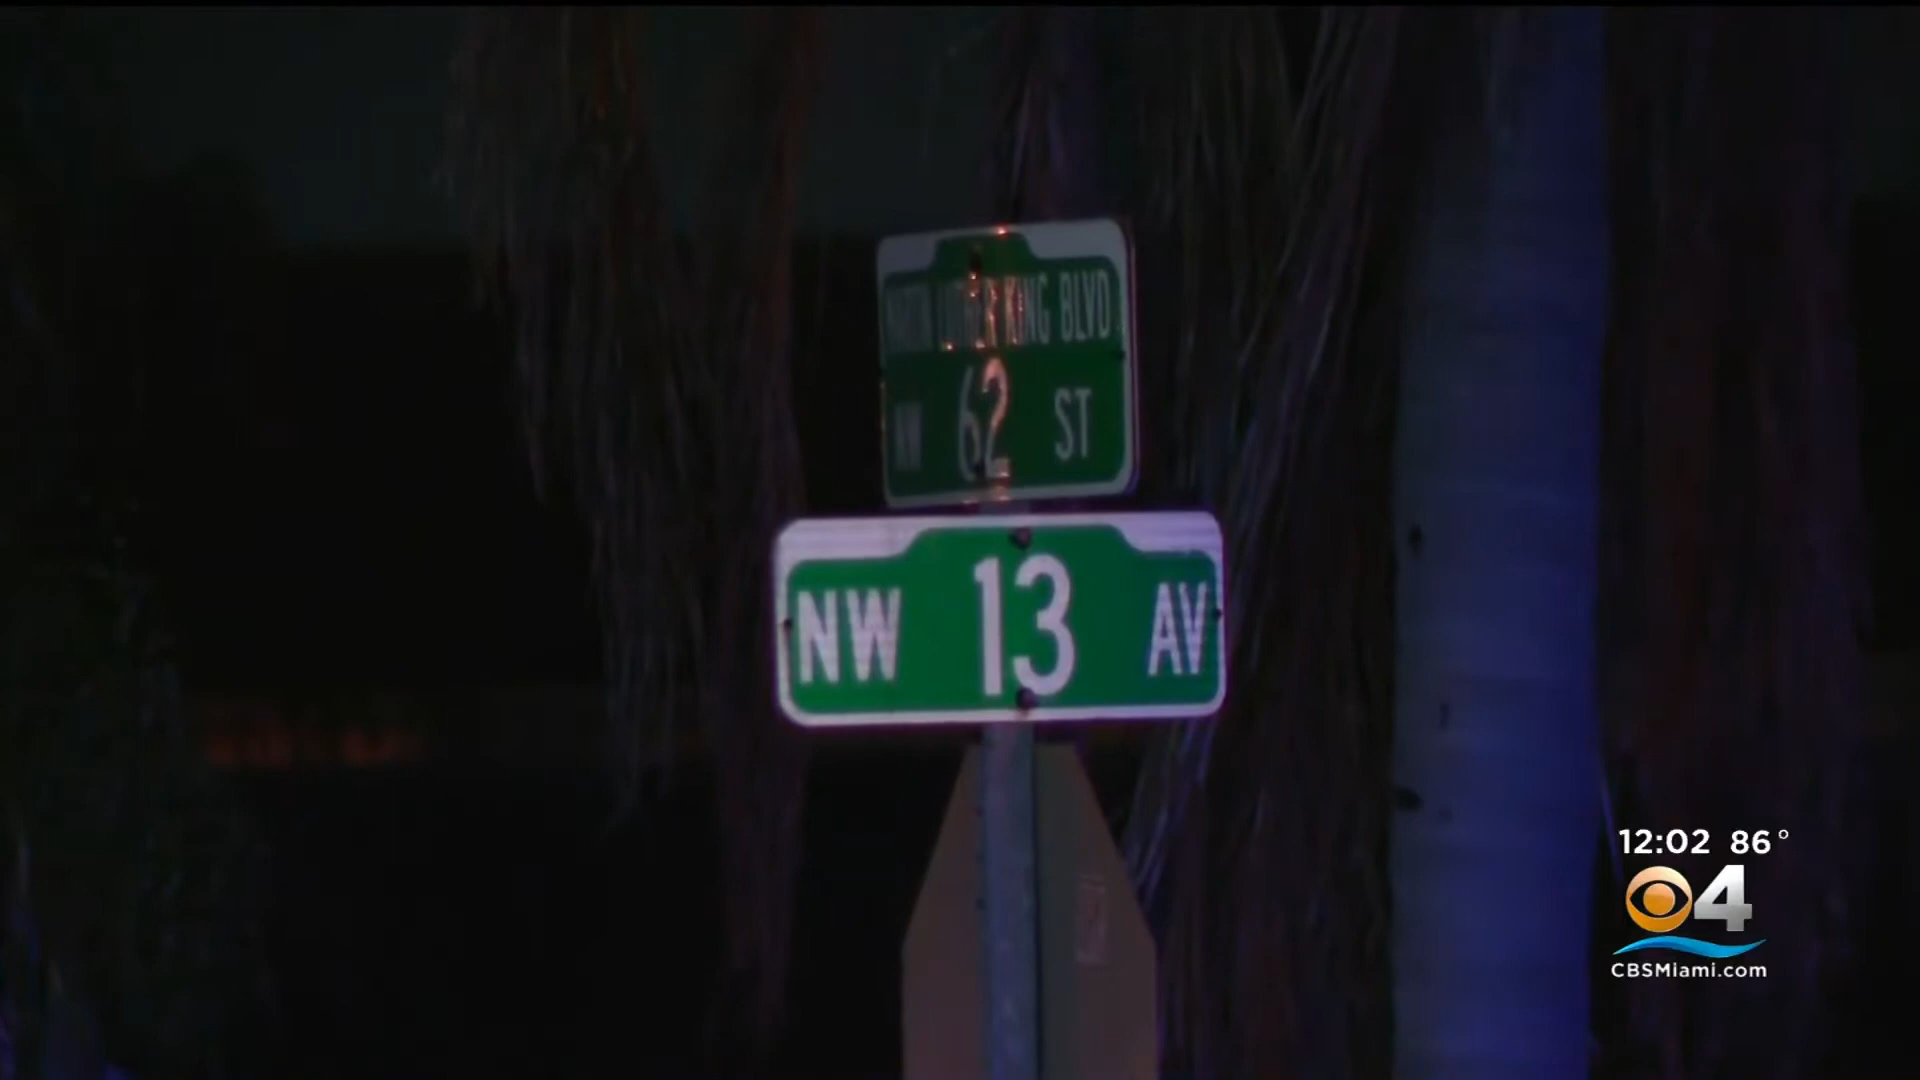 MARTIN LUTHER KING BLVD
NW 62 ST
NW 13 AV
12:02 86°
4
CBSMiami.com